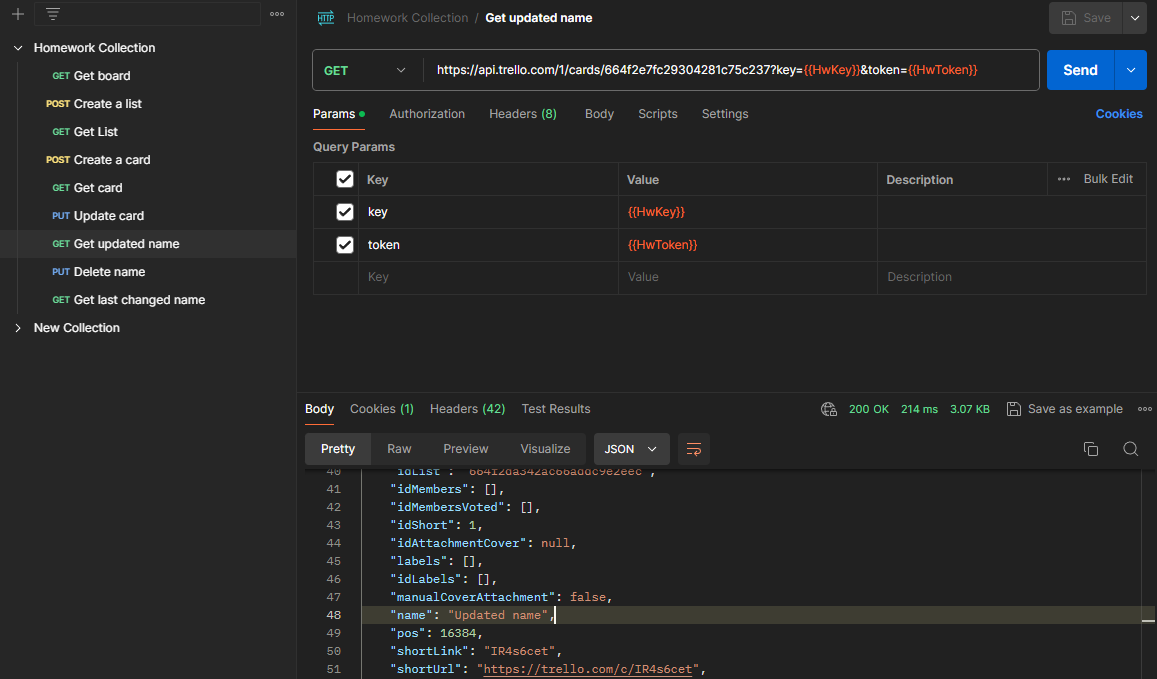 HTTP Homework Collection / Get updated name
Save
Homework Collection
GET Get board
POST Create a list
GET Get List
POST Create a card
GET Get card
PUT Update card
GET Get updated name
PUT Delete name
GET Get last changed name
New Collection
GET https://api.trello.com/1/cards/664f2e7fc29304281c75c237?key={{HwKey}}&token={{HwToken}}
Send
Params Authorization Headers (8) Body Scripts Settings
Cookies
Query Params
Key Value Description ••• Bulk Edit
key {{HwKey}}
token {{HwToken}}
Key Value Description
Body Cookies (1) Headers (42) Test Results
200 OK 214 ms 3.07 KB Save as example
Pretty Raw Preview Visualize JSON
40 "idList": "664f2da342ac66addc9e2eec",
41 "idMembers": [],
42 "idMembersVoted": [],
43 "idShort": 1,
44 "idAttachmentCover": null,
45 "labels": [],
46 "idLabels": [],
47 "manualCoverAttachment": false,
48 "name": "Updated name",
49 "pos": 16384,
50 "shortLink": "IR4s6cet",
51 "shortUrl": "https://trello.com/c/IR4s6cet",